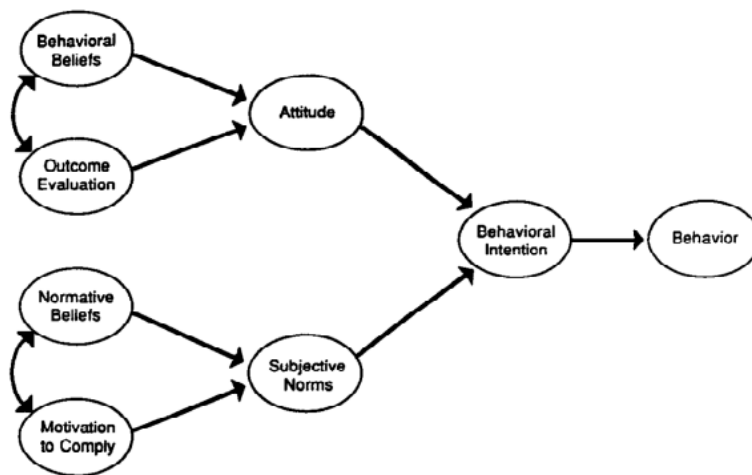 Behavioral
Beliefs
Attitude
Outcome
Evaluation
Behavioral
Intention
Behavior
Normative
Beliefs
Subjective
Norms
Motivation
to Comply